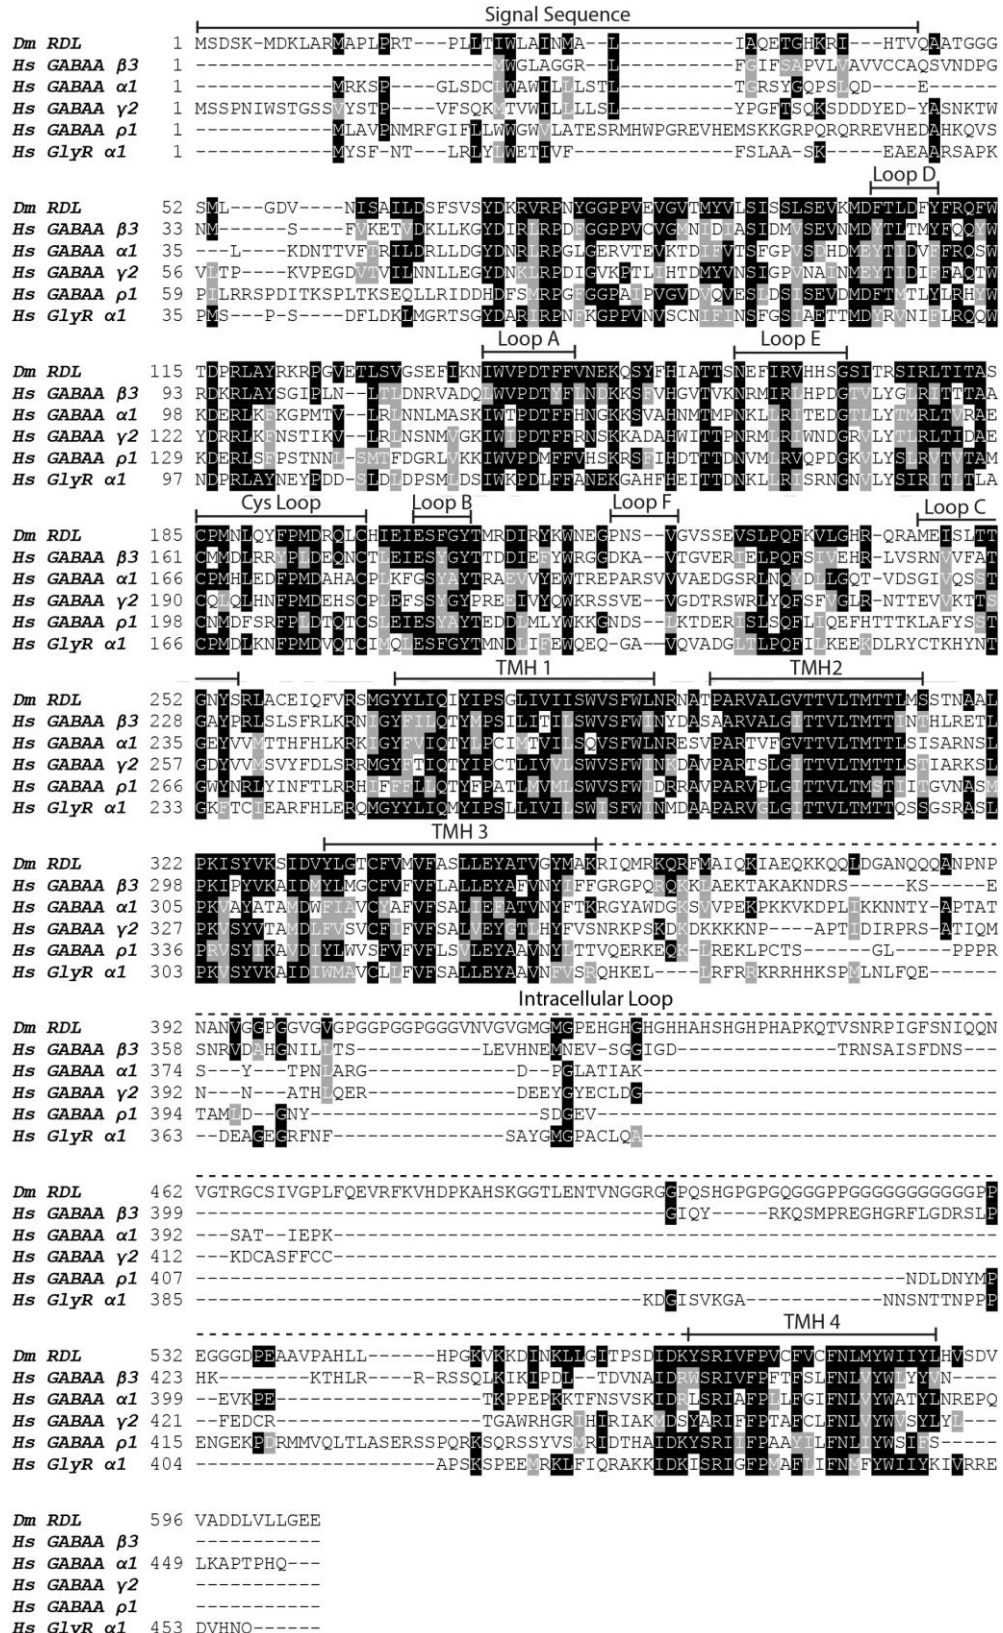 Signal Sequence
Dm RDL 1 MSDSK-MDKLARMAPLPRT---PLLTIWLAINMA--L----------IAQETGHKRI---HTVQAATGGG
Hs GABAA β3 1 --------------------------MWGLAGGR--L----------FGIFSAPVLVAVVCCAQSVNDPG
Hs GABAA α1 1 ------------MRKSP---GLSDCLWAWILLLSTL----------TGRSYGQPSLQD----E-------
Hs GABAA γ2 1 MSSPNIWSTGSSVYSTP---VFSQKMTVWILLLLSL----------YPGFTSQKSDDDYED-YASNKTW
Hs GABAA ρ1 1 ------------MLAVPNMRFGIFLLWWGWVLATESRMHWPGREVHEMSKKGRPQRQRREVHEDAHKQVS
Hs GlyR α1 1 ------------MYSF-NT---LRLYLWETIVF-------------FSLAA-SK-----EAEAARSAPK
Loop D
Dm RDL 52 SML---GDV---NISAILDSFSVSYDKRVRPNYGGPPVEVGVTMYVLSISSLSEVKMDFTLDFYFRQFW
Hs GABAA β3 33 NM------S----FVKETVDKLLKGYDIRLRPDFGGPPVCVGMNIDIASIDMVSEVNMDYTLTMYFQQYW
Hs GABAA α1 35 ---L---KDNTTVFTRILDRLLDGYDNRLRPGLGERVTEVKTDIFVTSFGPVSDHDMEYTIDVFFRQSW
Hs GABAA γ2 56 VLTP----KVPEGDVTVILNNLLEGYDNKLRPDIGVKPTLIHTDMYVNSIGPVNAINMEYTIDIFFAQTW
Hs GABAA ρ1 59 PILRRSPDITKSPLTKSEQLLRIDDHDFSMRPGFGGPAIPVGVDVQVESLDSISEVDMDFTMTLYLRHYW
Hs GlyR α1 35 PMS---P-S----DFLDKLMGRTSGYDARIRPNFKGPPVNVSCNIFINSFGSIAETTMDYRVNIFLRQQW
Loop A Loop E
Dm RDL 115 TDPRLAYRKRPGVETLSVGSEFIKNIWVPDTFFVNEKQSYFHIATTSNEFIRVHHSGSITRSIRLTITAS
Hs GABAA β3 93 RDKRLAYSGIPLN--LTLDNRVADQLWVPDTYFLNDKKSFVHGVTVKNRMIRLHPDGTVLYGLRITTTAA
Hs GABAA α1 98 KDERLKFKGPMTV--LRLNNLMASKIWTPDTFFHNGKKSVAHNMTMPNKLLRITEDGTLLYTMRLTVRAE
Hs GABAA γ2 122 YDRRLKFNSTIKV--LRLNSNMVGKIWIPDTFFRNSKKADAHWITTPNRMLRIWNDGRVLYTLRLTIDAE
Hs GABAA ρ1 129 KDERLSFPSTNNL-SMTFDGRLVKKIWVPDMFFVHSKRSFIHDTTTDNVMLRVQPDGKVLYSLRVTVTAM
Hs GlyR α1 97 NDPRLAYNEYPDD-SLDLDPSMLDSIWKPDLFFANEKGAHFHEITTDNKLLRISRNGNVLYSIRITLTLA
Cys Loop Loop B Loop F Loop C
Dm RDL 185 CPMNLQYFPMDRQLCHIEIESFGYTMRDIRYKWNEGPNS--VGVSSEVSLPQFKVLGHR-QRAMEISLTT
Hs GABAA β3 161 CMMDLRRYPLDEQNCTLEIESYGYTTDDIEFYWRGGDKA--VTGVERIELPQFSIVEHR-LVSRNVVFAT
Hs GABAA α1 166 CPMHLEDFPMDAHACPLKFGSYAYTRAEVVYEWTREPARSVVVAEDGSRLNQYDLLGQT-VDSGIVQSST
Hs GABAA γ2 190 CQLQLHNFPMDEHSCPLEFSSYGYPREEIVYQWKRSSVE--VGDTRSWRLYQFSFVGLR-NTTEVVKTTS
Hs GABAA ρ1 198 CNMDFSRFPLDTQTCSLEIESYAYTEDDLMLYWKKGNDS--LKTDERISLSQFLIQEFHTTTKLAFYSST
Hs GlyR α1 166 CPMDLKNFPMDVQTCIMQLESFGYTMNDLIFEWQEQ-GA--VQVADGLTLPQFILKEEKDLRYCTKHYNT
TMH 1 TMH2
Dm RDL 252 GNYSRLACEIQFVRSMGYYLIQIYIPSGLIVIISWVSFWLNRNATPARVALGVTTVLTMTTLMSSTNAAL
Hs GABAA β3 228 GAYPRLSLSFRLKRNIGYFILQTYMPSILITILSWVSFWINYDASAARVALGITTVLTMTTINTHLRETL
Hs GABAA α1 235 GEYVVMTTHFHLKRKIGYFVIQTYLPCIMTVILSQVSFWLNRESVPARTVFGVTTVLTMTTLSISARNSL
Hs GABAA γ2 257 GDYVVMSVYFDLSRRMGYFTIQTYIPCTLIVVLSWVSFWINKDAVPARTSLGITTVLTMTTLSTIARKSL
Hs GABAA ρ1 266 GWYNRLYINFTLRRHIFFFLLQTYFPATLMVMLSWVSFWIDRRAVPARVPLGITTVLTMSTIITGVNASM
Hs GlyR α1 233 GKFTCIEARFHLERQMGYYLIQMYIPSLLIVILSWISFWINMDAAPARVGLGITTVLTMTTQSSGSRASL
TMH 3
Dm RDL 322 PKISYVKSIDVYLGTCFVMVFASLLEYATVGYMAKRIQMRKQRFMAIQKIAEQKKQQLDGANQQQANPNP
Hs GABAA β3 298 PKIPYVKAIDMYLMGCFVFVFLALLEYAFVNYIFFGRGPQRQKKLAEKTAKAKNDRS-----KS----E
Hs GABAA α1 305 PKVAYATAMDWFIAVCYAFVFSALIEFATVNYFTKRGYAWDGKSVVPEKPKKVKDPLIKKNNTY-APTAT
Hs GABAA γ2 327 PKVSYVTAMDLFVSVCFIFVFSALVEYGTLHYFVSNRKPSKDKDKKKKNP----APTIDIRPRS-ATIQM
Hs GABAA ρ1 336 PRVSYIKAVDIYLWVSFVFVFLSVLEYAAVNYLTTVQERKEQK-LREKLPCTS-----GL----PPPR
Hs GlyR α1 303 PKVSYVKAIDIWMAVCLLFVFSALLEYAAVNFVSRQHKEL-----LRFRRKRRHHKSPMLNLFQE-----
Intracellular Loop
Dm RDL 392 NANVGGPGGVGVGPGGPGGPGGGVNVGVGMGMGPEHGHGHGHHAHSHGHPHAPKQTVSNRPIGFSNIQQN
Hs GABAA β3 358 SNRVDAHGNILLTS----------LEVHNEMNEV-SGGIGD--------------TRNSAISFDNS---
Hs GABAA α1 374 S---Y---TPNLARG-------------D--PGLATIAK------------------------------
Hs GABAA γ2 392 N---N---ATHLQER-----------DEEYGYECLDG--------------------------------
Hs GABAA ρ1 394 TAMLD--GNY---------------------SDGEV---------------------------------
Hs GlyR α1 363 --DEAGEGRFNF---------------SAYGMGPACLQA------------------------------
Dm RDL 462 VGTRGCSIVGPLFQEVRFKVHDPKAHSKGGTLENTVNGGRGGPQSHGPGPGQGGGPPGGGGGGGGGGGPP
Hs GABAA β3 399 ------------------------------------------GIQY-----RKQSMPREGHGRFLGDRSLP
Hs GABAA α1 392 ---SAT--IEPK----------------------------------------------------------
Hs GABAA γ2 412 ---KDCASFFCC----------------------------------------------------------
Hs GABAA ρ1 407 --------------------------------------------------------------NDLDNYMP
Hs GlyR α1 385 ----------------------------------------KDGISVKGA----------NNSNTTNPPP
TMH 4
Dm RDL 532 EGGGDPEAAVPAHLL------HPGKVKKDINKLLGITPSDIDKYSRIVFPVCFVCFNLMYWIIYLHVSDV
Hs GABAA β3 423 HK--------KTHLR----R-RSSQLKIKIPDL--TDVNAIDRWSRIVFPFTFSLFNLVYWLYYVN----
Hs GABAA α1 399 --EVKPE------------------TKPPEPKKTFNSVSKIDRLSRIAFPLLFGIFNLVYWATYLNREPQ
Hs GABAA γ2 421 ---FEDCR------------------TGAWRHGRIHIRIAKMDSYARIFFPTAFCLFNLVYWVSYLYL--
Hs GABAA ρ1 415 ENGEKPDRMMVQLTLASERSSPQRKSQRSSYVSMRIDTHAIDKYSRIIFPAAYILFNLIYWSIFS-----
Hs GlyR α1 404 ---------------------APSKSPEEMRKLFIQRAKKIDKISRIGFPMAFLIFNMFYWIIYKIVRRE
Dm RDL 596 VADDLVLLGEE
Hs GABAA β3 -----------
Hs GABAA α1 449 LKAPTPHQ---
Hs GABAA γ2 -----------
Hs GABAA ρ1 -----------
Hs GlyR α1 453 DVHNQ------